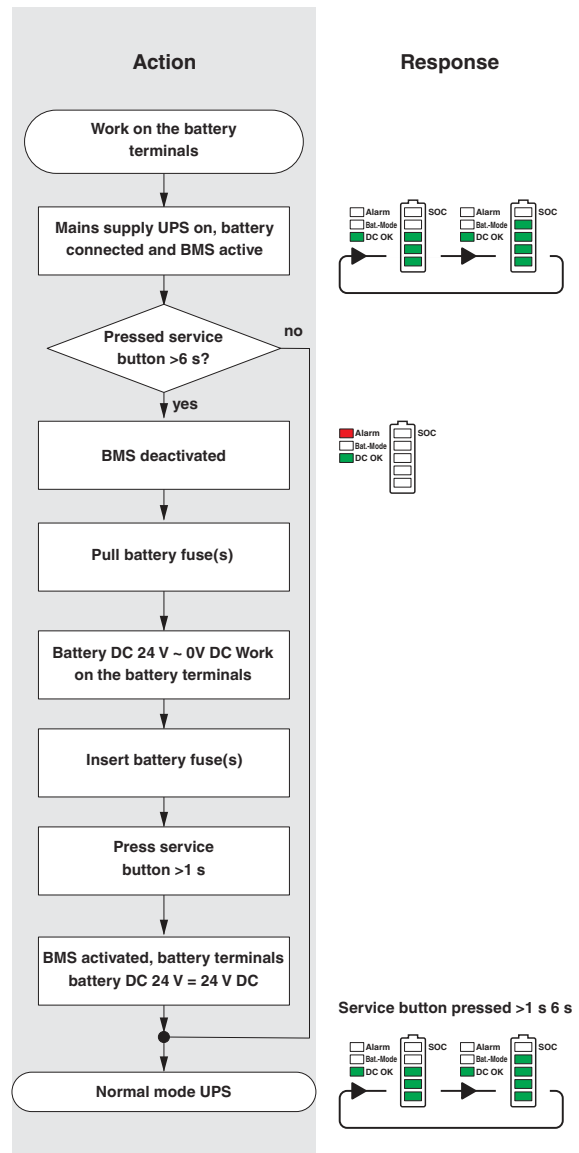 Action
Response
Work on the battery
terminals
Mains supply UPS on, battery
connected and BMS active
Alarm
Bat.-Mode
DC OK
SOC
Alarm
Bat.-Mode
DC OK
SOC
Pressed service
button >6 s?
no
yes
BMS deactivated
Alarm
Bat.-Mode
DC OK
SOC
Pull battery fuse(s)
Battery DC 24 V ~ 0V DC Work
on the battery terminals
Insert battery fuse(s)
Press service
button >1 s
BMS activated, battery terminals
battery DC 24 V = 24 V DC
Service button pressed >1 s 6 s
Alarm
Bat.-Mode
DC OK
SOC
Alarm
Bat.-Mode
DC OK
SOC
Normal mode UPS